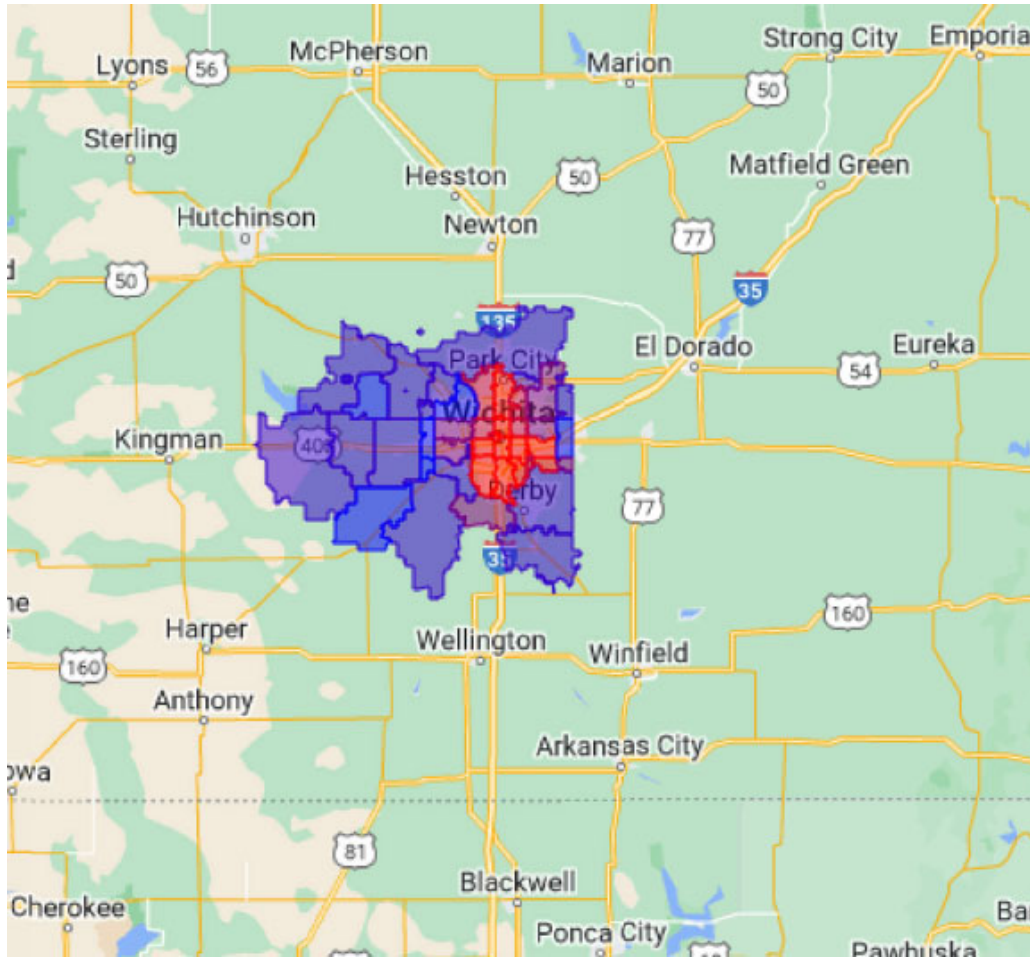 Strong City
Emporia
McPherson
Lyons
56
Marion
50
Sterling
Matfield Green
Hesston
50
Hutchinson
Newton
77
50
35
135
Park City
El Dorado
Eureka
54
Wichita
Kingman
400
Derby
77
35
160
Harper
Wellington
Winfield
160
Anthony
Arkansas City
owa
81
Blackwell
Cherokee
Ba
Ponca City
Pawhuska